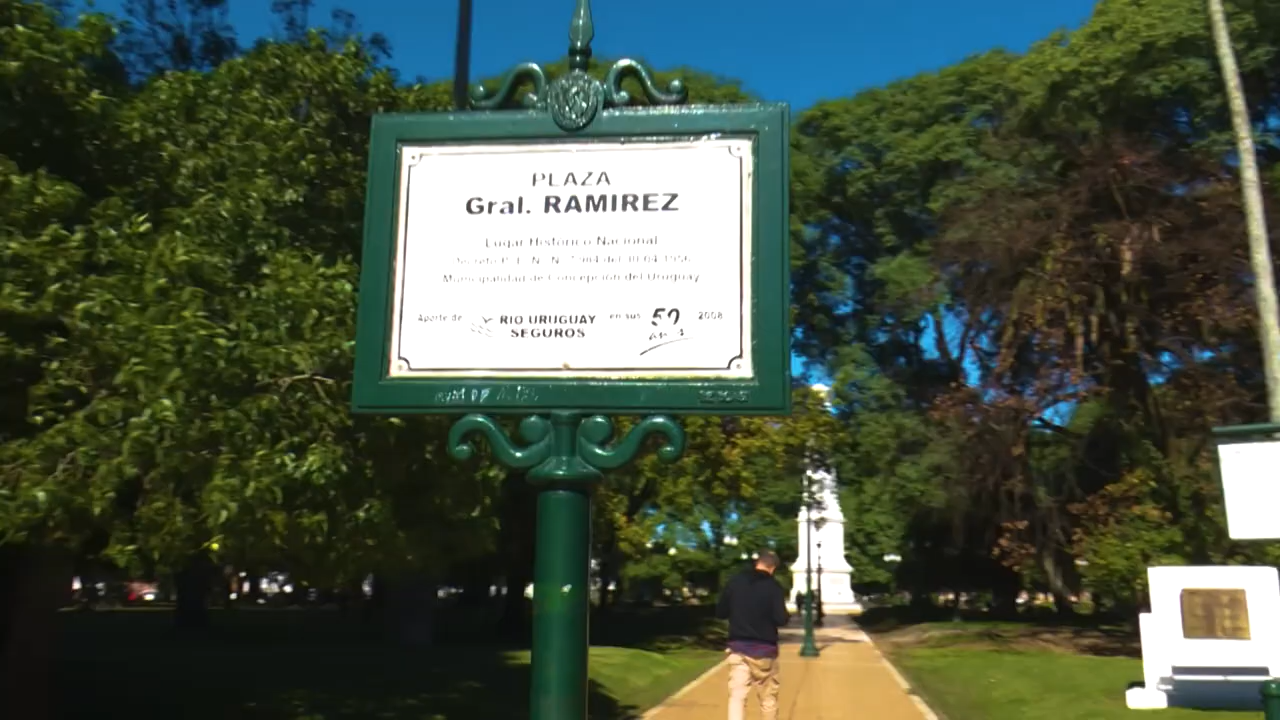 PLAZA
Gral. RAMIREZ
Lugar Histórico Nacional
Municipalidad de Concepción del Uruguay
Aporte de RIO URUGUAY SEGUROS en sus 50 años 2008